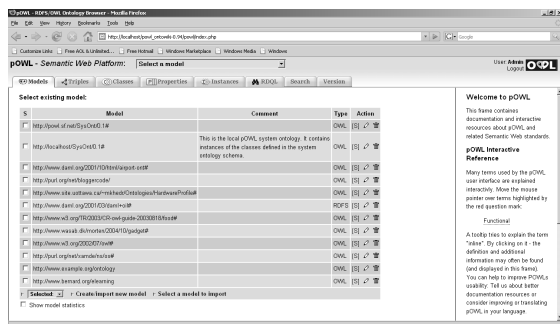 pOWL - RDFS/OWL Ontology Browser - Mozilla Firefox
File Edit View History Bookmarks Tools Help
http://localhost/powl_ontowiki-0.94/powl/index.php
Google
Customize Links Free AOL & Unlimited... Free Hotmail Windows Marketplace Windows Media Windows
pOWL - Semantic Web Platform: Select a model
User: Admin
Logout
Models Triples Classes Properties Instances RDQL Search Version
Select existing model:
S Model Comment Type Action
http://powl.sf.net/SysOnt/0.1# OWL [S]
http://localhost/SysOnt/0.1# This is the local pOWL system ontology. It contains instances of the classes defined in the system ontology schema. OWL [S]
http://www.daml.org/2001/10/html/airport-ont# OWL [S]
http://purl.org/net/bloggercode/ OWL [S]
http://www.site.uottawa.ca/~mkhedr/Ontologies/HardwareProfile# OWL [S]
http://www.daml.org/2001/03/daml+oil# RDFS [S]
http://www.w3.org/TR/2003/CR-owl-guide-20030818/food# OWL [S]
http://www.wasab.dk/morten/2004/10/gadget# OWL [S]
http://www.w3.org/2002/07/owl# OWL [S]
http://purl.org/net/vamde/ns/ss# OWL [S]
http://www.example.org/ontology OWL [S]
http://www.bernard.org/elearning OWL [S]
Selected: Create/Import new model Select a model to import
Show model statistics
Welcome to pOWL
This frame contains
documentation and interactive
resources about pOWL and
related Semantic Web standards.
pOWL Interactive
Reference
Many terms used by the pOWL
user interface are explained
interactivly. Move the mouse
pointer over terms highlighted by
the red question mark:
Functional
A tooltip tries to explain the term
"inline". By clicking on it - the
definition and additional
information may often be found
(and displayed in this frame).
You can help to improve POWLs
usability: Tell us about better
documentation resources or
consider improving or translating
pOWL in your language.